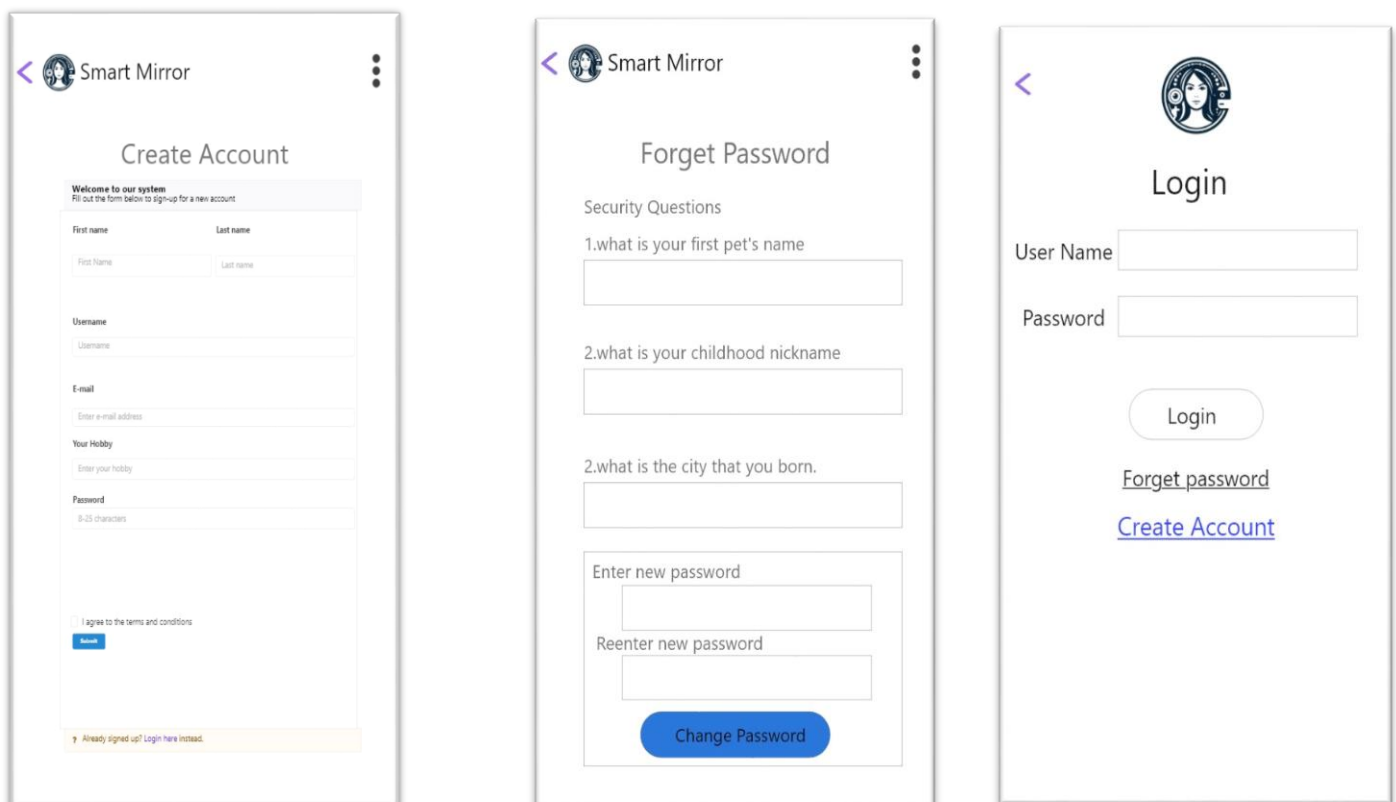 Smart Mirror
Create Account
Welcome to our system
Fill out the form below to sign-up for a new account
First name Last name
First Name Last name
Username
Username
E-mail
Enter e-mail address
Your Hobby
Enter your hobby
Password
8-25 characters
I agree to the terms and conditions
Submit
? Already signed up? Login here instead.
Smart Mirror
Forget Password
Security Questions
1.what is your first pet's name
2.what is your childhood nickname
2.what is the city that you born.
Enter new password
Reenter new password
Change Password
Login
User Name
Password
Login
Forget password
Create Account